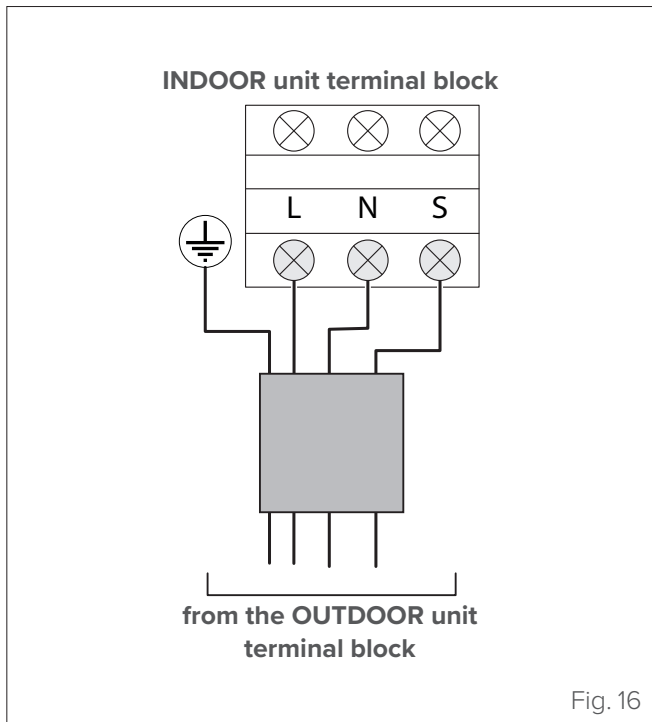 INDOOR unit terminal block
L N S
from the OUTDOOR unit
terminal block
Fig. 16